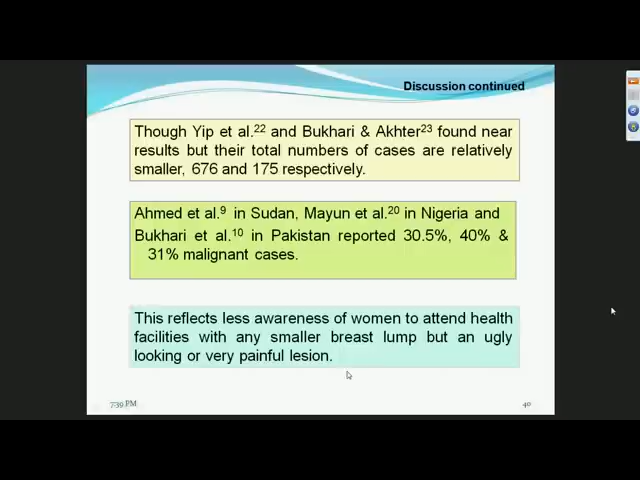 Discussion continued
Though Yip et al.22 and Bukhari & Akhter23 found near
results but their total numbers of cases are relatively
smaller, 676 and 175 respectively.
Ahmed et al.9 in Sudan, Mayun et al.20 in Nigeria and
Bukhari et al.10 in Pakistan reported 30.5%, 40% &
31% malignant cases.
This reflects less awareness of women to attend health
facilities with any smaller breast lump but an ugly
looking or very painful lesion.
7:39 PM
40